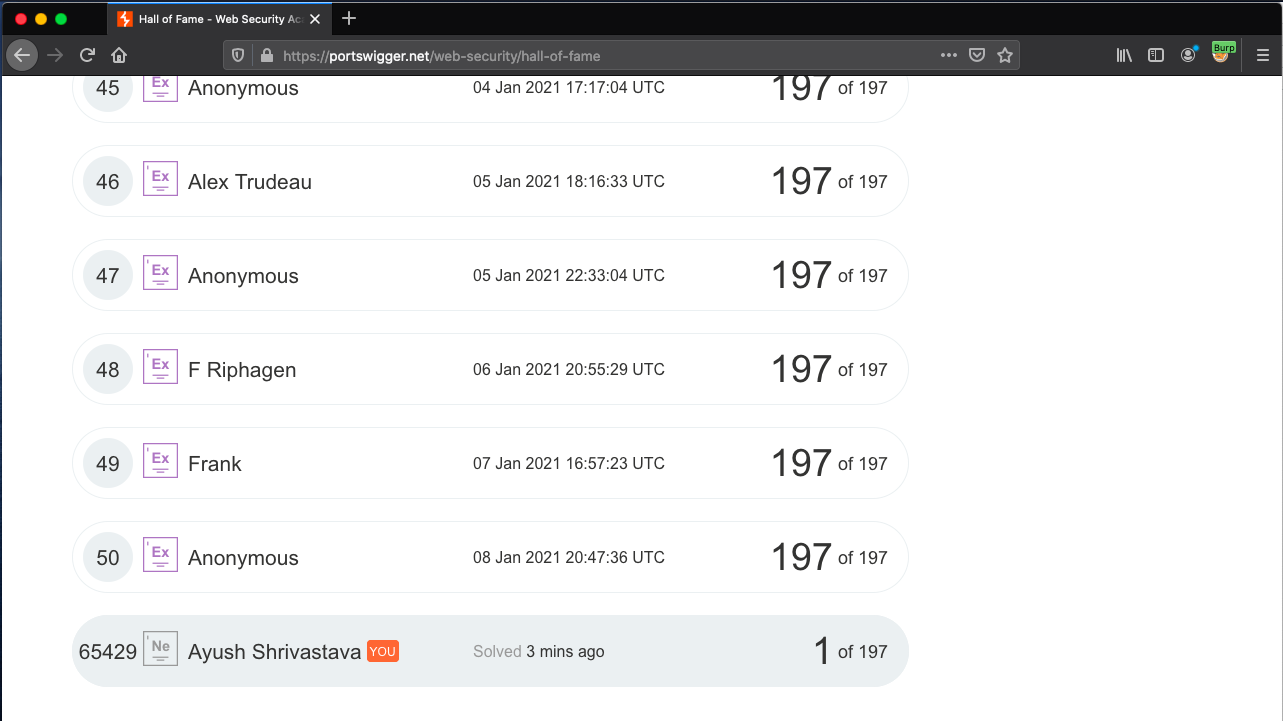 Hall of Fame - Web Security Ac
https://portswigger.net/web-security/hall-of-fame
Burp
45 Ex Anonymous 04 Jan 2021 17:17:04 UTC 197 of 197
46 Ex Alex Trudeau 05 Jan 2021 18:16:33 UTC 197 of 197
47 Ex Anonymous 05 Jan 2021 22:33:04 UTC 197 of 197
48 Ex F Riphagen 06 Jan 2021 20:55:29 UTC 197 of 197
49 Ex Frank 07 Jan 2021 16:57:23 UTC 197 of 197
50 Ex Anonymous 08 Jan 2021 20:47:36 UTC 197 of 197
65429 Ne Ayush Shrivastava YOU Solved 3 mins ago 1 of 197